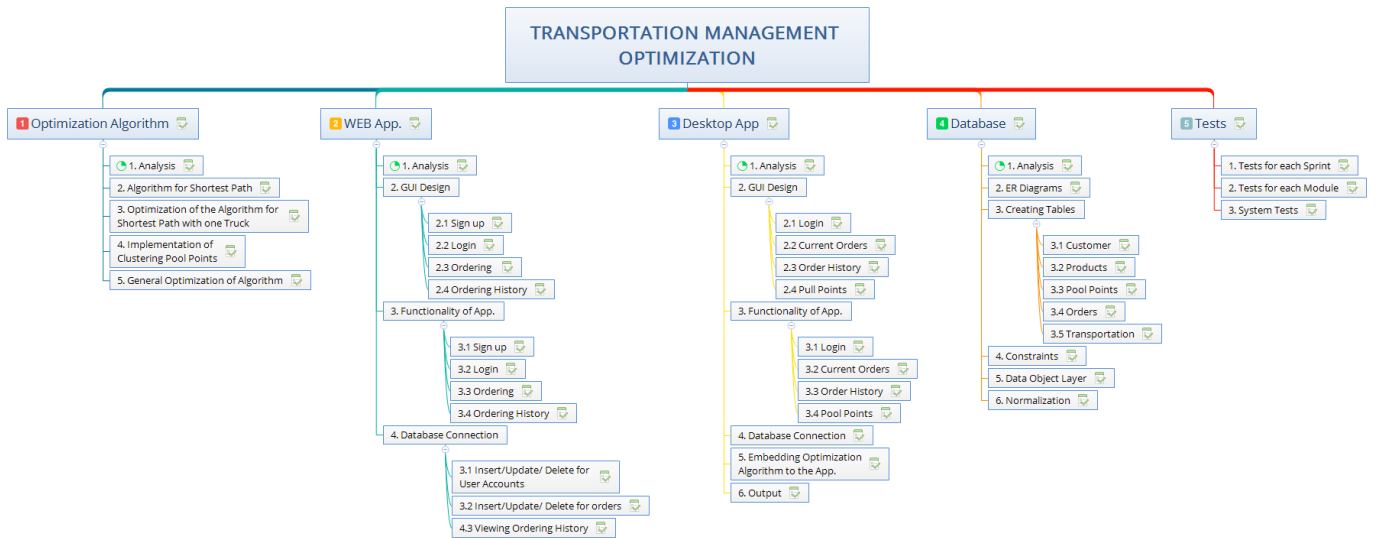 TRANSPORTATION MANAGEMENT
OPTIMIZATION
1 Optimization Algorithm
1. Analysis
2. Algorithm for Shortest Path
3. Optimization of the Algorithm for
Shortest Path with one Truck
4. Implementation of
Clustering Pool Points
5. General Optimization of Algorithm
2 WEB App.
1. Analysis
2. GUI Design
2.1 Sign up
2.2 Login
2.3 Ordering
2.4 Ordering History
3. Functionality of App.
3.1 Sign up
3.2 Login
3.3 Ordering
3.4 Ordering History
4. Database Connection
3.1 Insert/Update/ Delete for
User Accounts
3.2 Insert/Update/ Delete for orders
4.3 Viewing Ordering History
3 Desktop App
1. Analysis
2. GUI Design
2.1 Login
2.2 Current Orders
2.3 Order History
2.4 Pull Points
3. Functionality of App.
3.1 Login
3.2 Current Orders
3.3 Order History
3.4 Pool Points
4. Database Connection
5. Embedding Optimization
Algorithm to the App.
6. Output
4 Database
1. Analysis
2. ER Diagrams
3. Creating Tables
3.1 Customer
3.2 Products
3.3 Pool Points
3.4 Orders
3.5 Transportation
4. Constraints
5. Data Object Layer
6. Normalization
5 Tests
1. Tests for each Sprint
2. Tests for each Module
3. System Tests